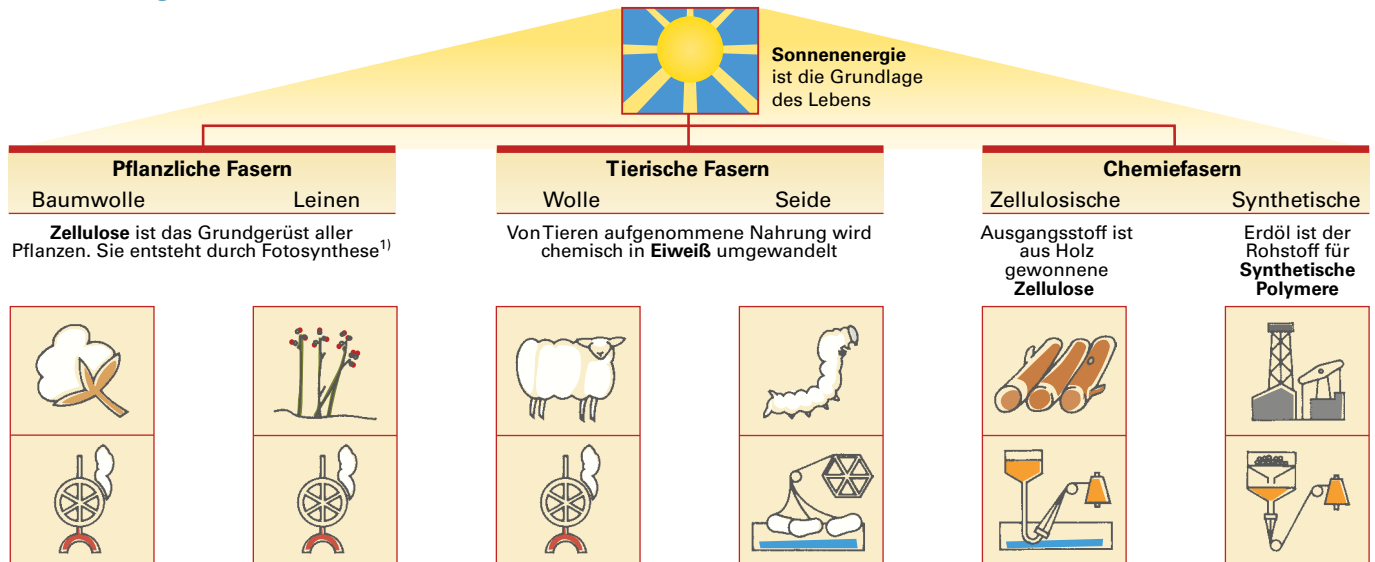 Sonnenenergie
ist die Grundlage
des Lebens
Pflanzliche Fasern
Baumwolle
Leinen
Zellulose ist das Grundgerüst aller
Pflanzen. Sie entsteht durch Fotosynthese1)
Tierische Fasern
Wolle
Seide
Von Tieren aufgenommene Nahrung wird
chemisch in Eiweiß umgewandelt
Chemiefasern
Zellulosische
Synthetische
Ausgangsstoff ist
aus Holz
gewonnene
Zellulose
Erdöl ist der
Rohstoff für
Synthetische
Polymere